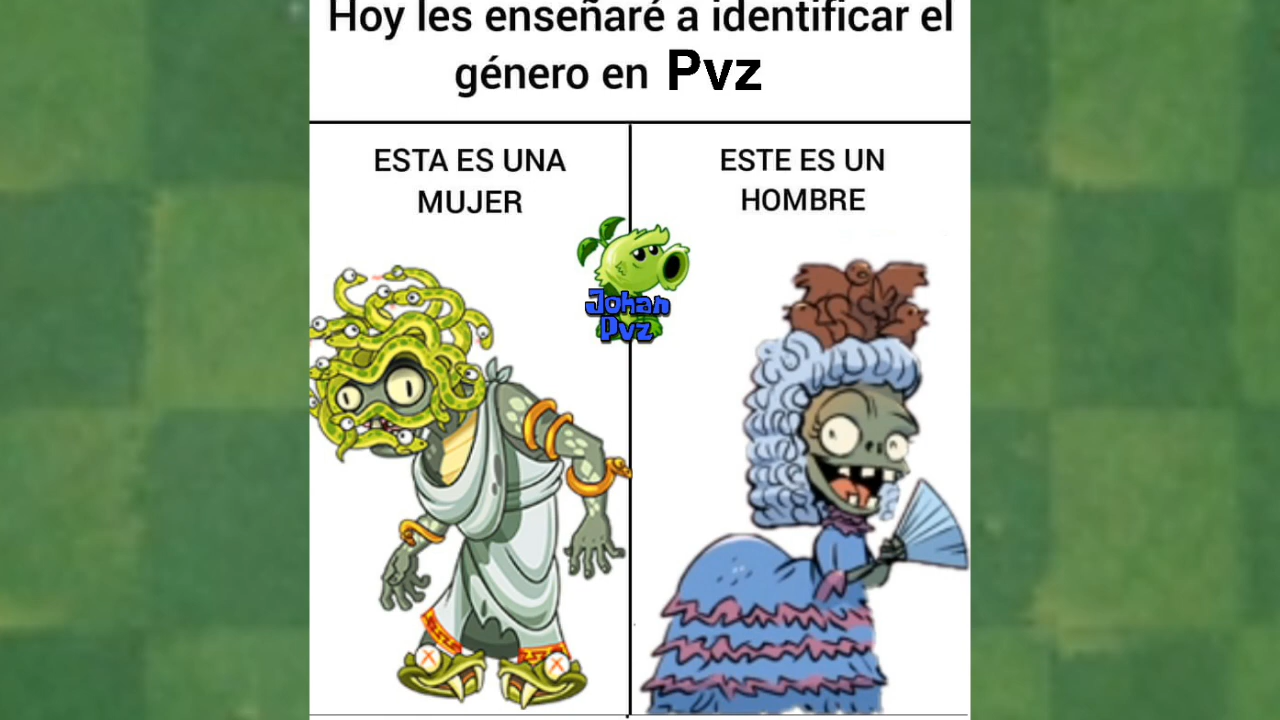 Hoy les enseñaré a identificar el
género en Pvz
ESTA ES UNA
MUJER
ESTE ES UN
HOMBRE
Johan
Pvz